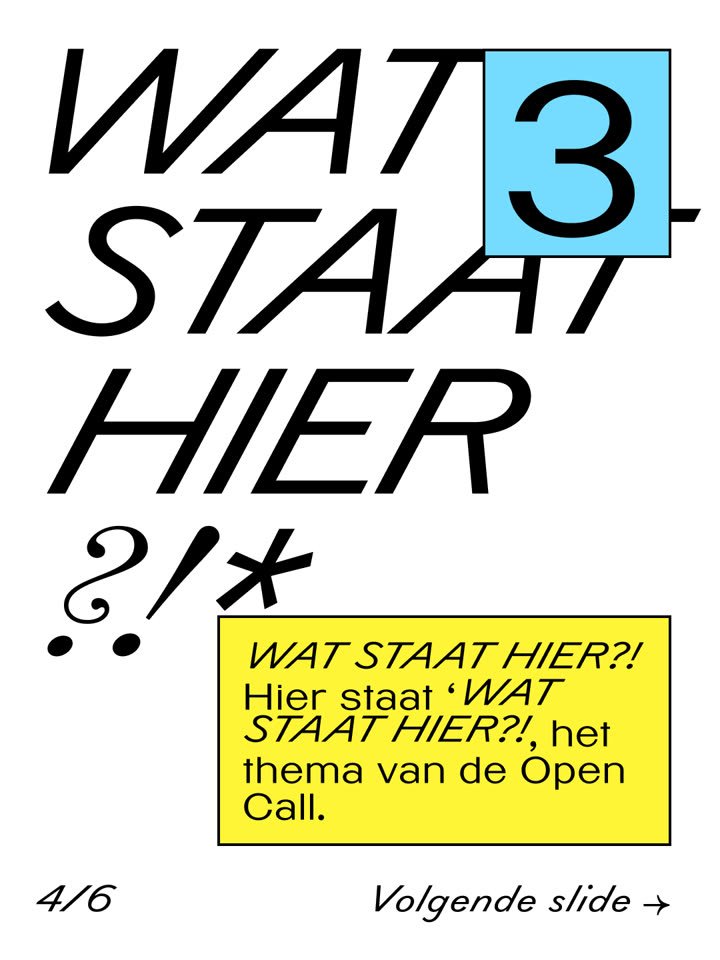 WAT
3
STAAT
HIER
?!*
WAT STAAT HIER?!
Hier staat ‘WAT
STAAT HIER?!, het
thema van de Open
Call.
4/6
Volgende slide →